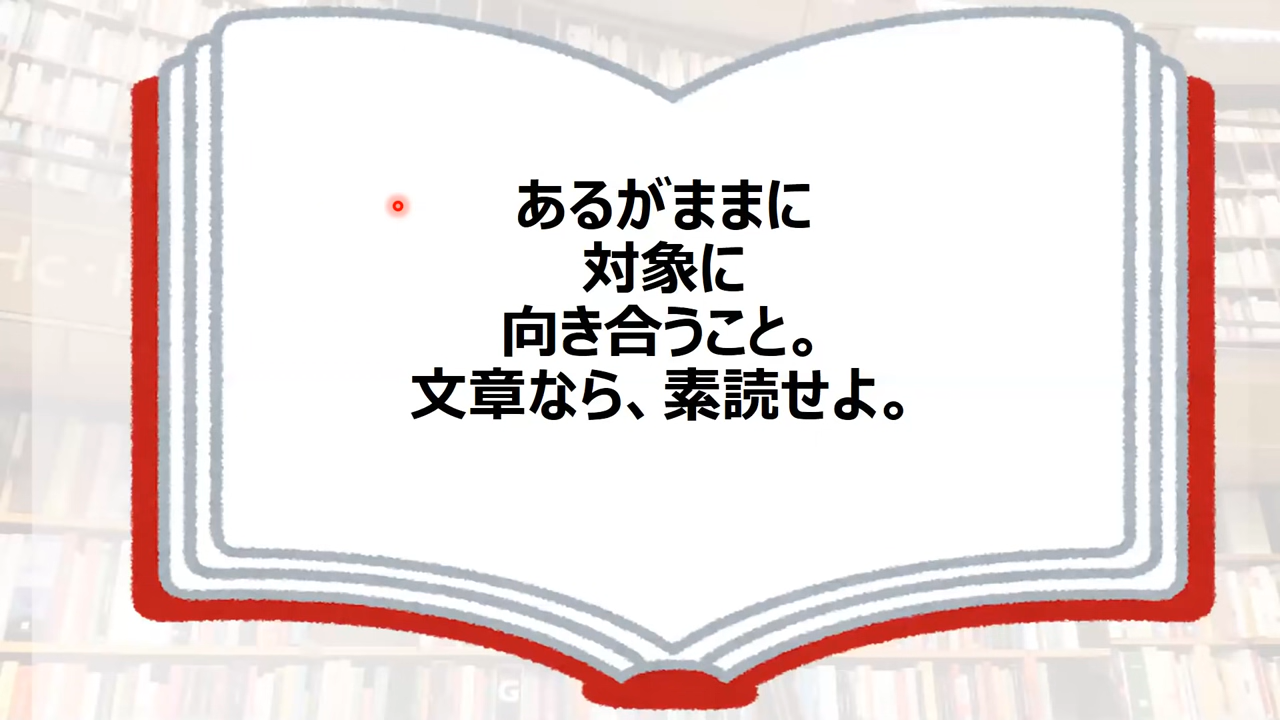 あるがままに
対象に
向き合うこと。
文章なら、素読せよ。